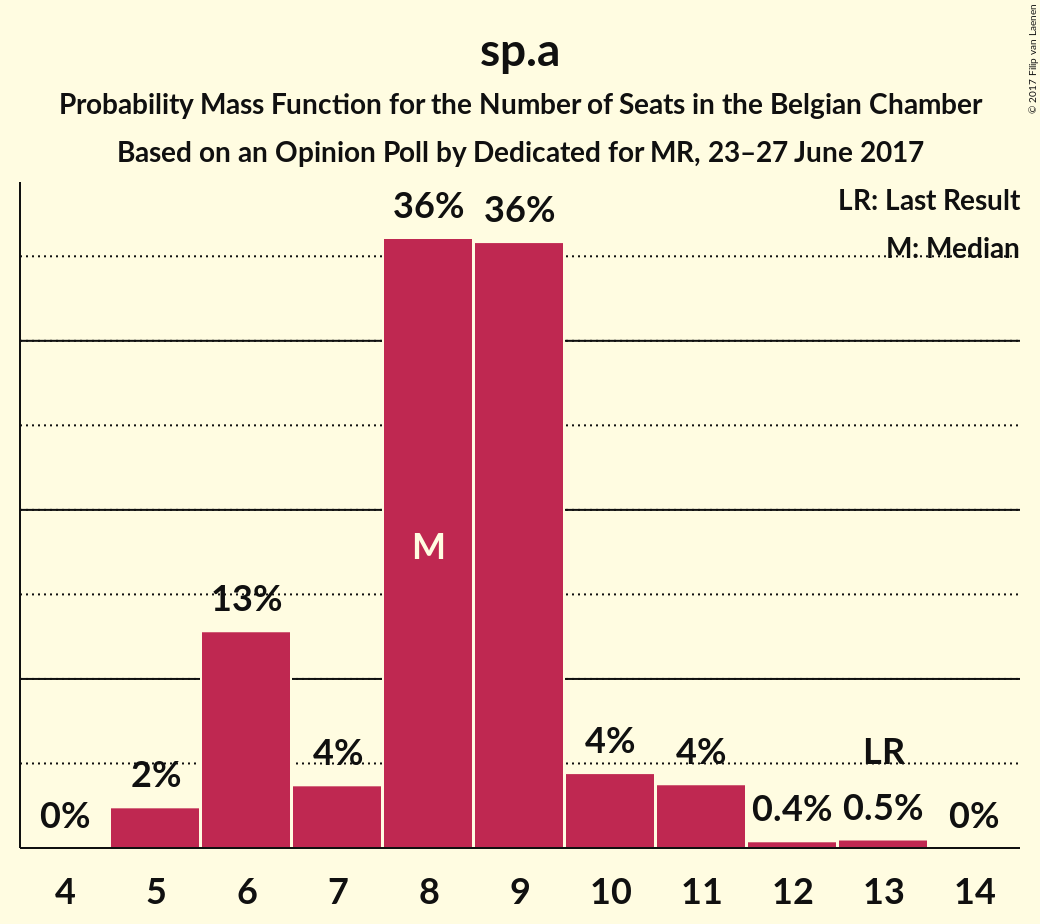 sp.a
Probability Mass Function for the Number of Seats in the Belgian Chamber
Based on an Opinion Poll by Dedicated for MR, 23–27 June 2017
© 2017 Filip van Laenen
LR: Last Result
M: Median
0% 2% 13% 4% 36% 36% 4% 4% 0.4% 0.5% 0%
M
LR
4 5 6 7 8 9 10 11 12 13 14